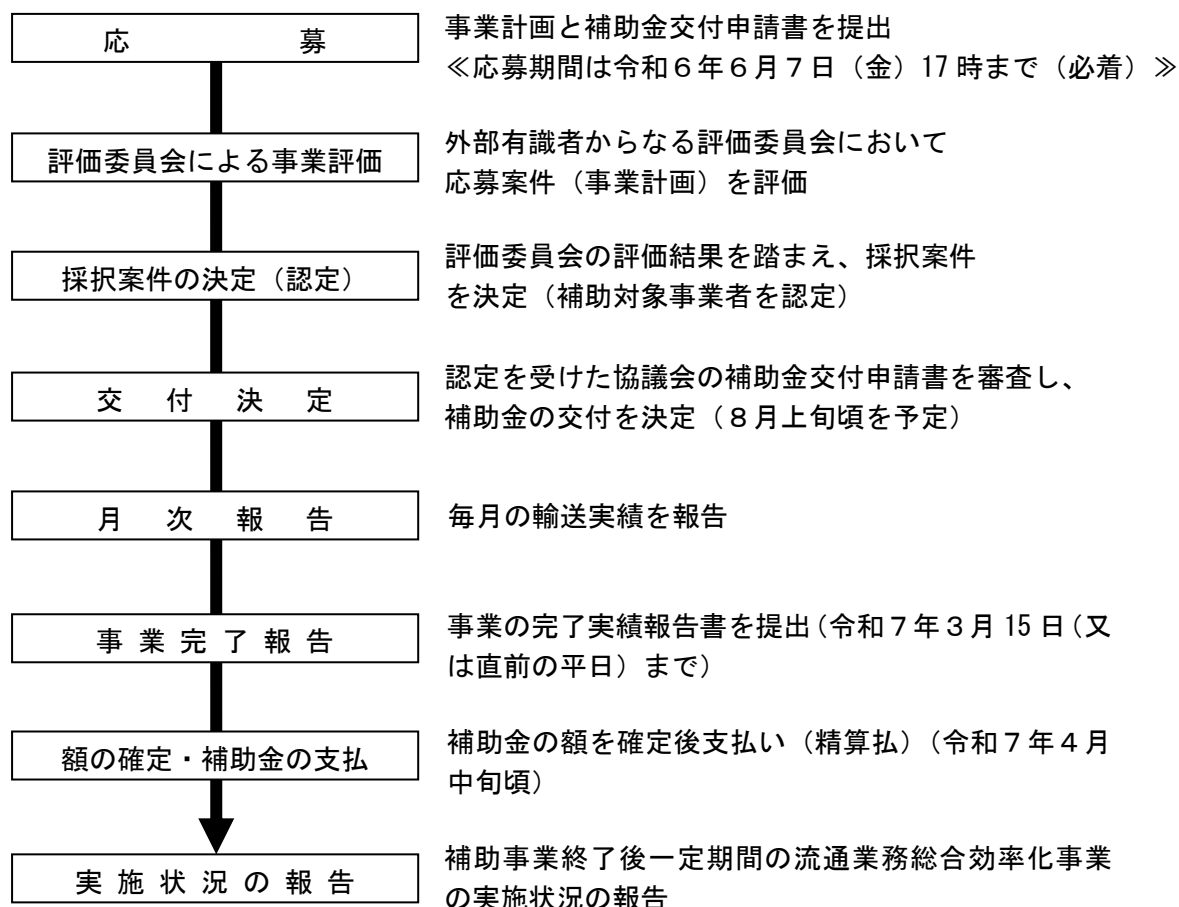 応募
事業計画と補助金交付申請書を提出
≪応募期間は令和６年６月７日（金）17時まで（必着）≫
評価委員会による事業評価
外部有識者からなる評価委員会において
応募案件（事業計画）を評価
採択案件の決定（認定）
評価委員会の評価結果を踏まえ、採択案件
を決定（補助対象事業者を認定）
交付決定
認定を受けた協議会の補助金交付申請書を審査し、
補助金の交付を決定（８月上旬頃を予定）
月次報告
毎月の輸送実績を報告
事業完了報告
事業の完了実績報告書を提出（令和７年３月15日（又
は直前の平日）まで）
額の確定・補助金の支払
補助金の額を確定後支払い（精算払）（令和７年４月
中旬頃）
実施状況の報告
補助事業終了後一定期間の流通業務総合効率化事業
の実施状況の報告